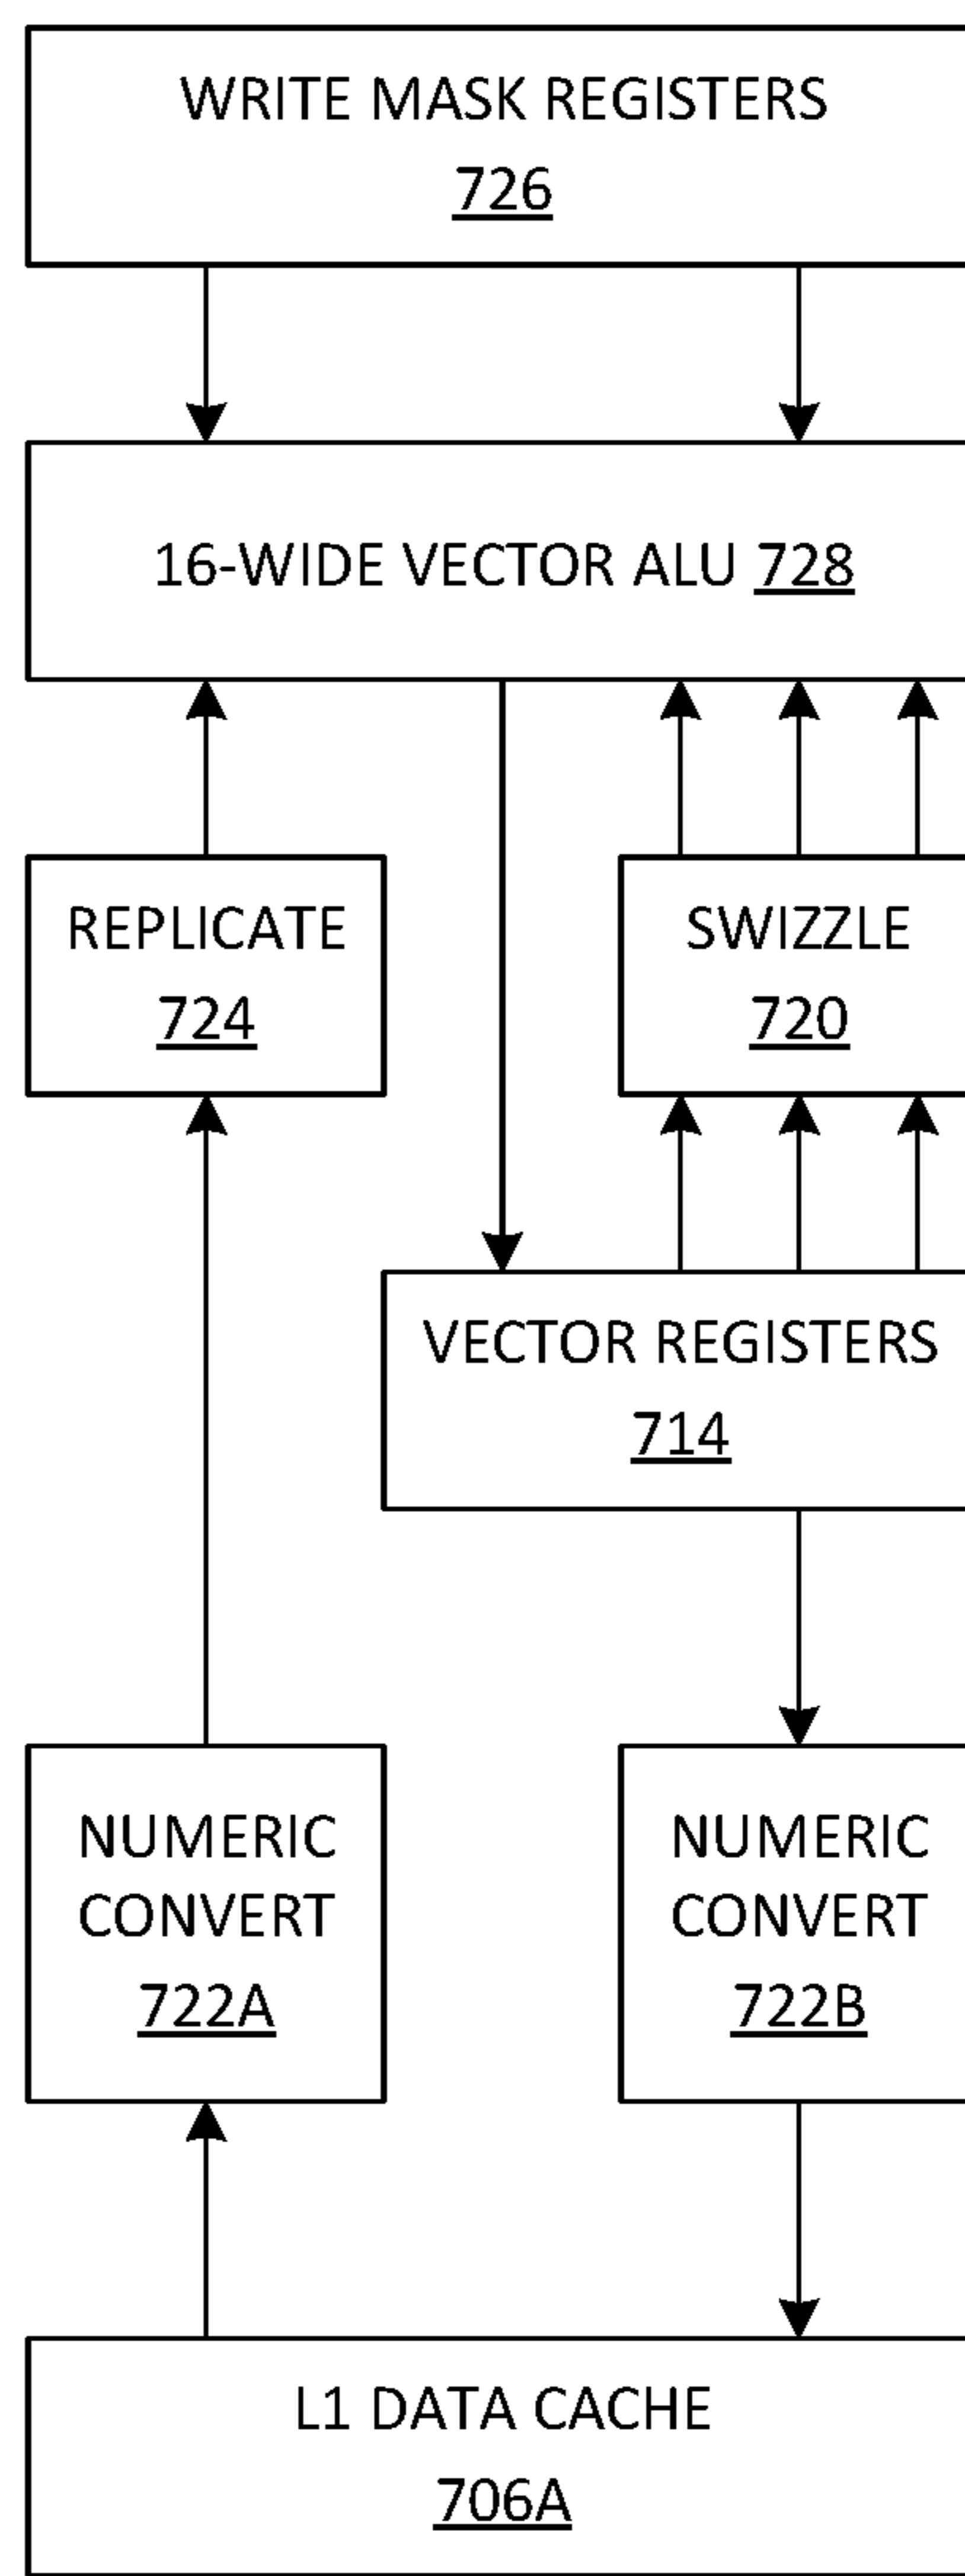 WRITE MASK REGISTERS
726
16-WIDE VECTOR ALU 728
REPLICATE
724
SWIZZLE
720
VECTOR REGISTERS
714
NUMERIC
CONVERT
722A
NUMERIC
CONVERT
722B
L1 DATA CACHE
706A